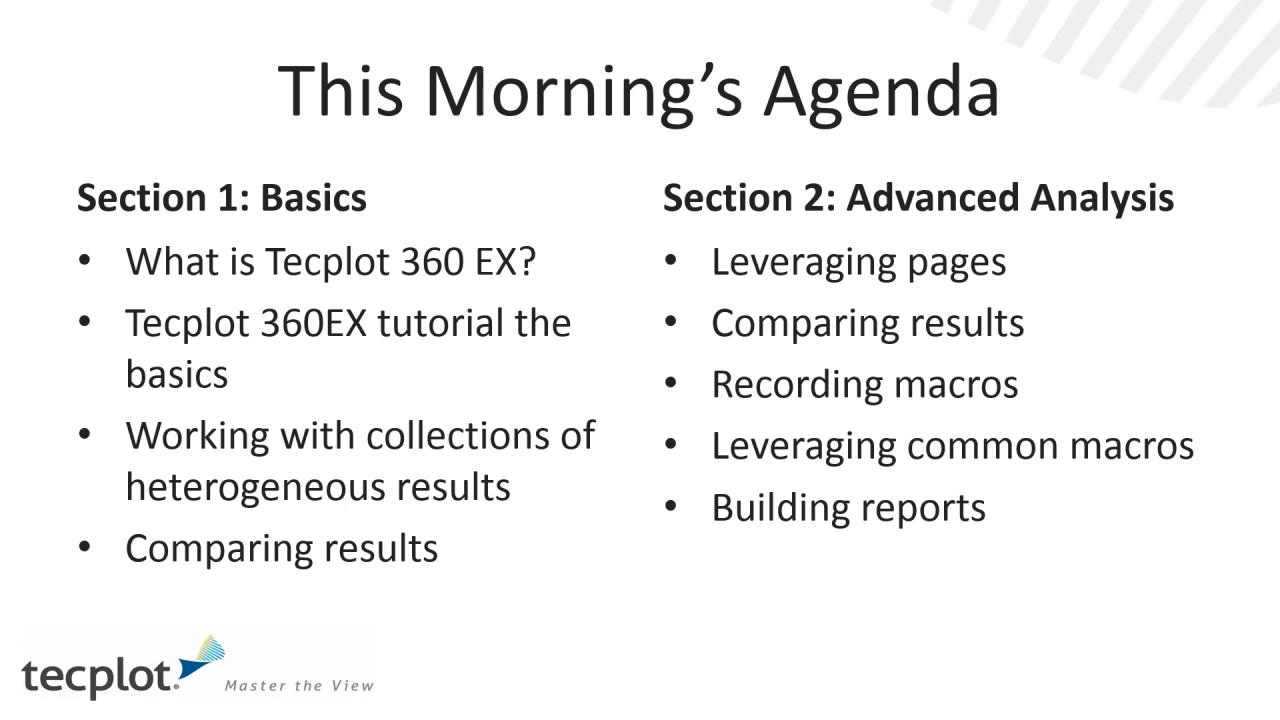 This Morning’s Agenda
Section 1: Basics
• What is Tecplot 360 EX?
• Tecplot 360EX tutorial the
basics
• Working with collections of
heterogeneous results
• Comparing results
Section 2: Advanced Analysis
• Leveraging pages
• Comparing results
• Recording macros
• Leveraging common macros
• Building reports
tecplot®
Master the View